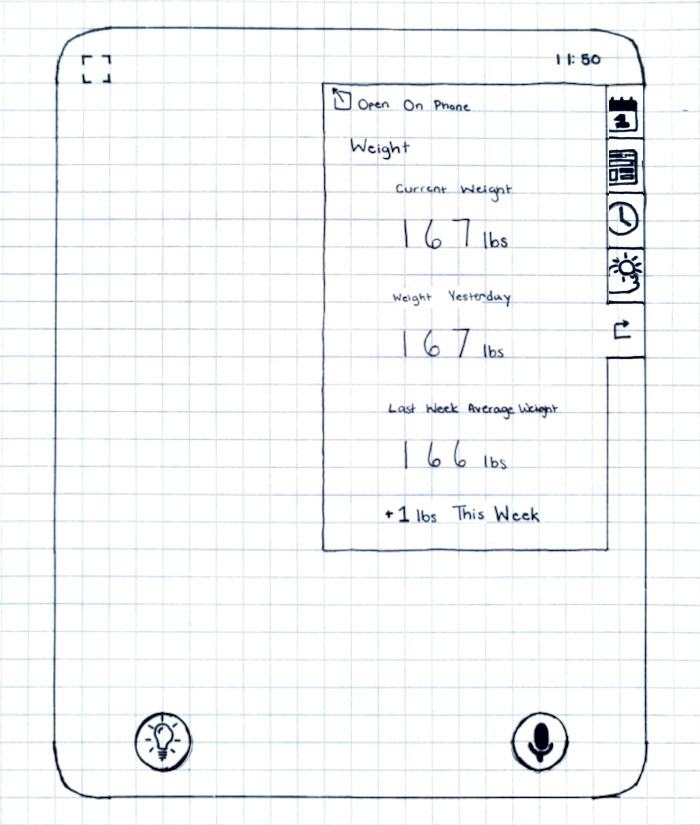 11:50
1
Open On Phone
Weight
Current Weight
167 lbs
Weight Yesterday
167 lbs
Last Week Average Weight
166 lbs
+1 lbs This Week